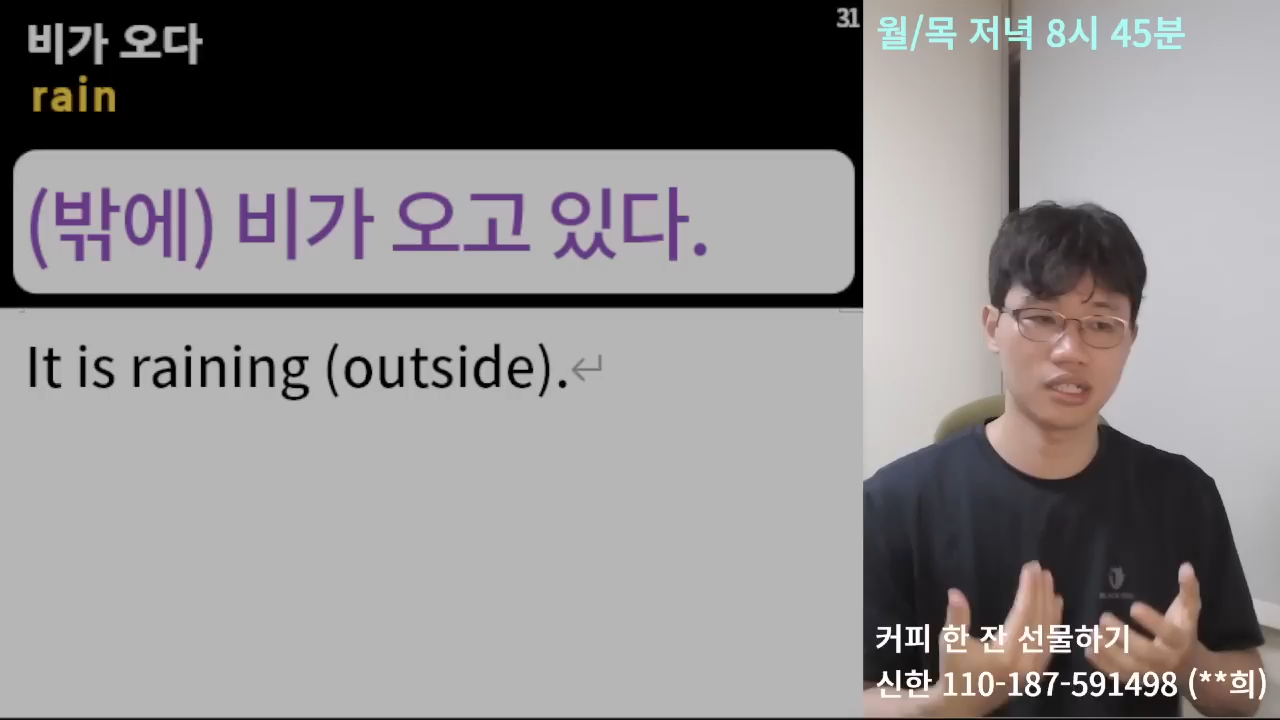 비가 오다
31
rain
(밖에) 비가 오고 있다.
It is raining (outside).↵
월/목 저녁 8시 45분
커피 한 잔 선물하기
신한 110-187-591498 (**희)